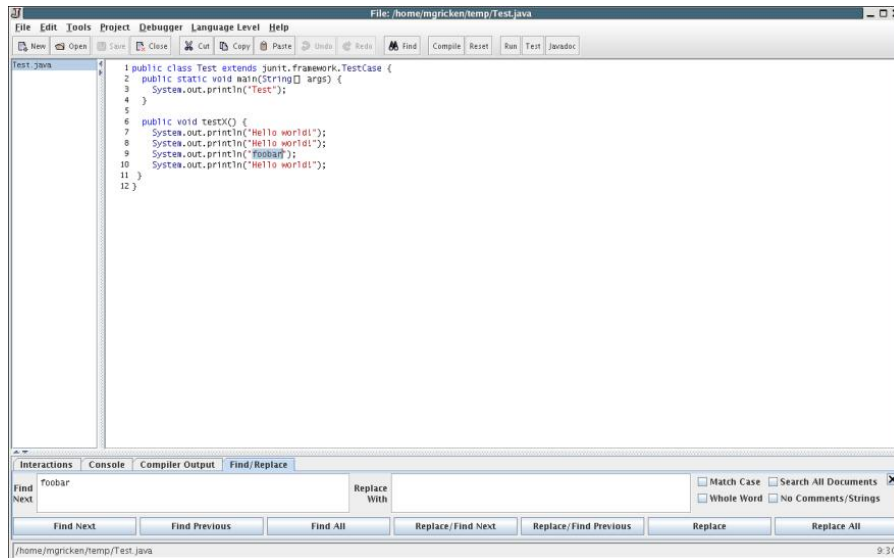 File: /home/mgricken/temp/Test.java
File Edit Tools Project Debugger Language Level Help
New Open Save Close Cut Copy Paste Undo Redo Find Compile Reset Run Test Javadoc
Test.java
1 public class Test extends junit.framework.TestCase {
2 public static void main(String[] args) {
3 System.out.println("Test");
4 }
5
6 public void testX() {
7 System.out.println("Hello world!");
8 System.out.println("Hello world!");
9 System.out.println("foobar");
10 System.out.println("Hello world!");
11 }
12 }
Interactions Console Compiler Output Find/Replace
Find Next
foobar
Replace With
Match Case Search All Documents
Whole Word No Comments/Strings
Find Next Find Previous Find All Replace/Find Next Replace/Find Previous Replace Replace All
/home/mgricken/temp/Test.java